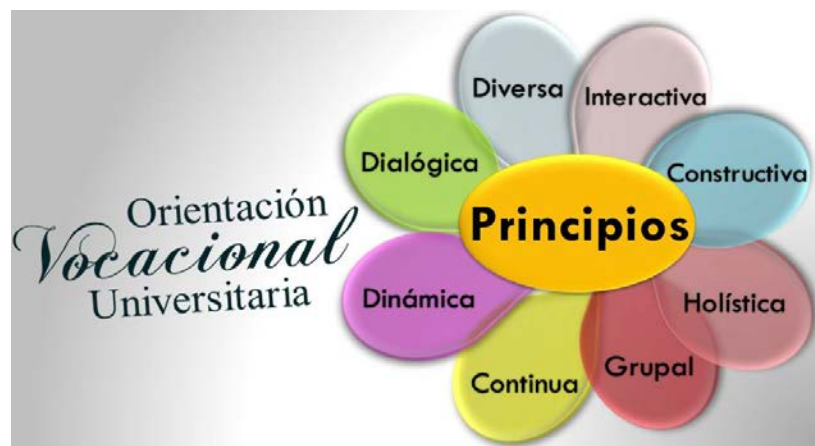 Orientación
Vocacional
Universitaria
Principios
Diversa
Interactiva
Constructiva
Holística
Grupal
Continua
Dinámica
Dialógica